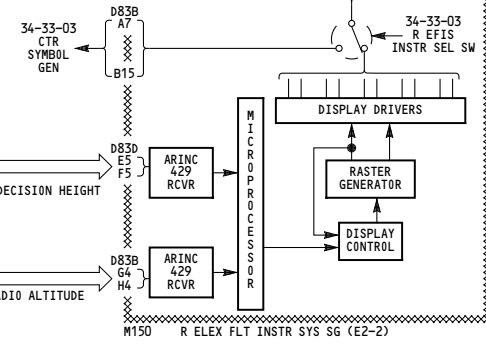 D83B
A7
34-33-03
CTR
SYMBOL
GEN
B15
34-33-03
R EFIS
INSTR SEL SW
DISPLAY DRIVERS
MICROPROCESSOR
D83D
E5
F5
ARINC
429
RCVR
DECISION HEIGHT
RASTER
GENERATOR
DISPLAY
CONTROL
D83B
G4
H4
ARINC
429
RCVR
ALTITUDE
M150 R ELEX FLT INSTR SYS SG (E2-2)